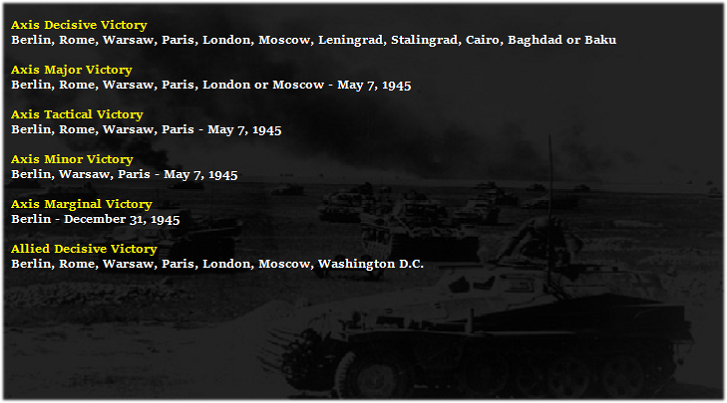 Axis Decisive Victory
Berlin, Rome, Warsaw, Paris, London, Moscow, Leningrad, Stalingrad, Cairo, Baghdad or Baku
Axis Major Victory
Berlin, Rome, Warsaw, Paris, London or Moscow - May 7, 1945
Axis Tactical Victory
Berlin, Rome, Warsaw, Paris - May 7, 1945
Axis Minor Victory
Berlin, Warsaw, Paris - May 7, 1945
Axis Marginal Victory
Berlin - December 31, 1945
Allied Decisive Victory
Berlin, Rome, Warsaw, Paris, London, Moscow, Washington D.C.